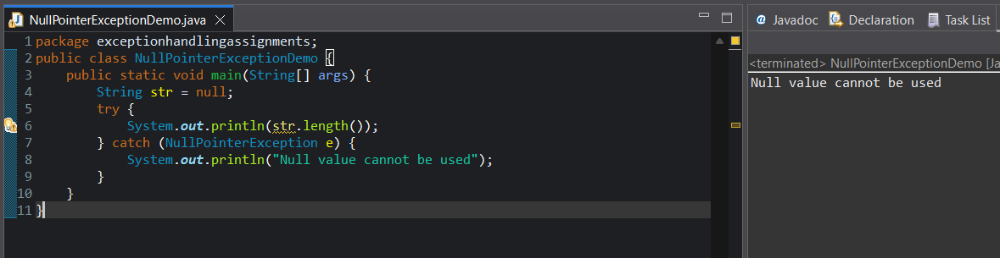 NullPointerExceptionDemo.java
1 package exceptionhandlingassignments;
2 public class NullPointerExceptionDemo {
3     public static void main(String[] args) {
4         String str = null;
5         try {
6             System.out.println(str.length());
7         } catch (NullPointerException e) {
8             System.out.println("Null value cannot be used");
9         }
10     }
11 }
@ Javadoc Declaration Task List
<terminated> NullPointerExceptionDemo [Ja
Null value cannot be used